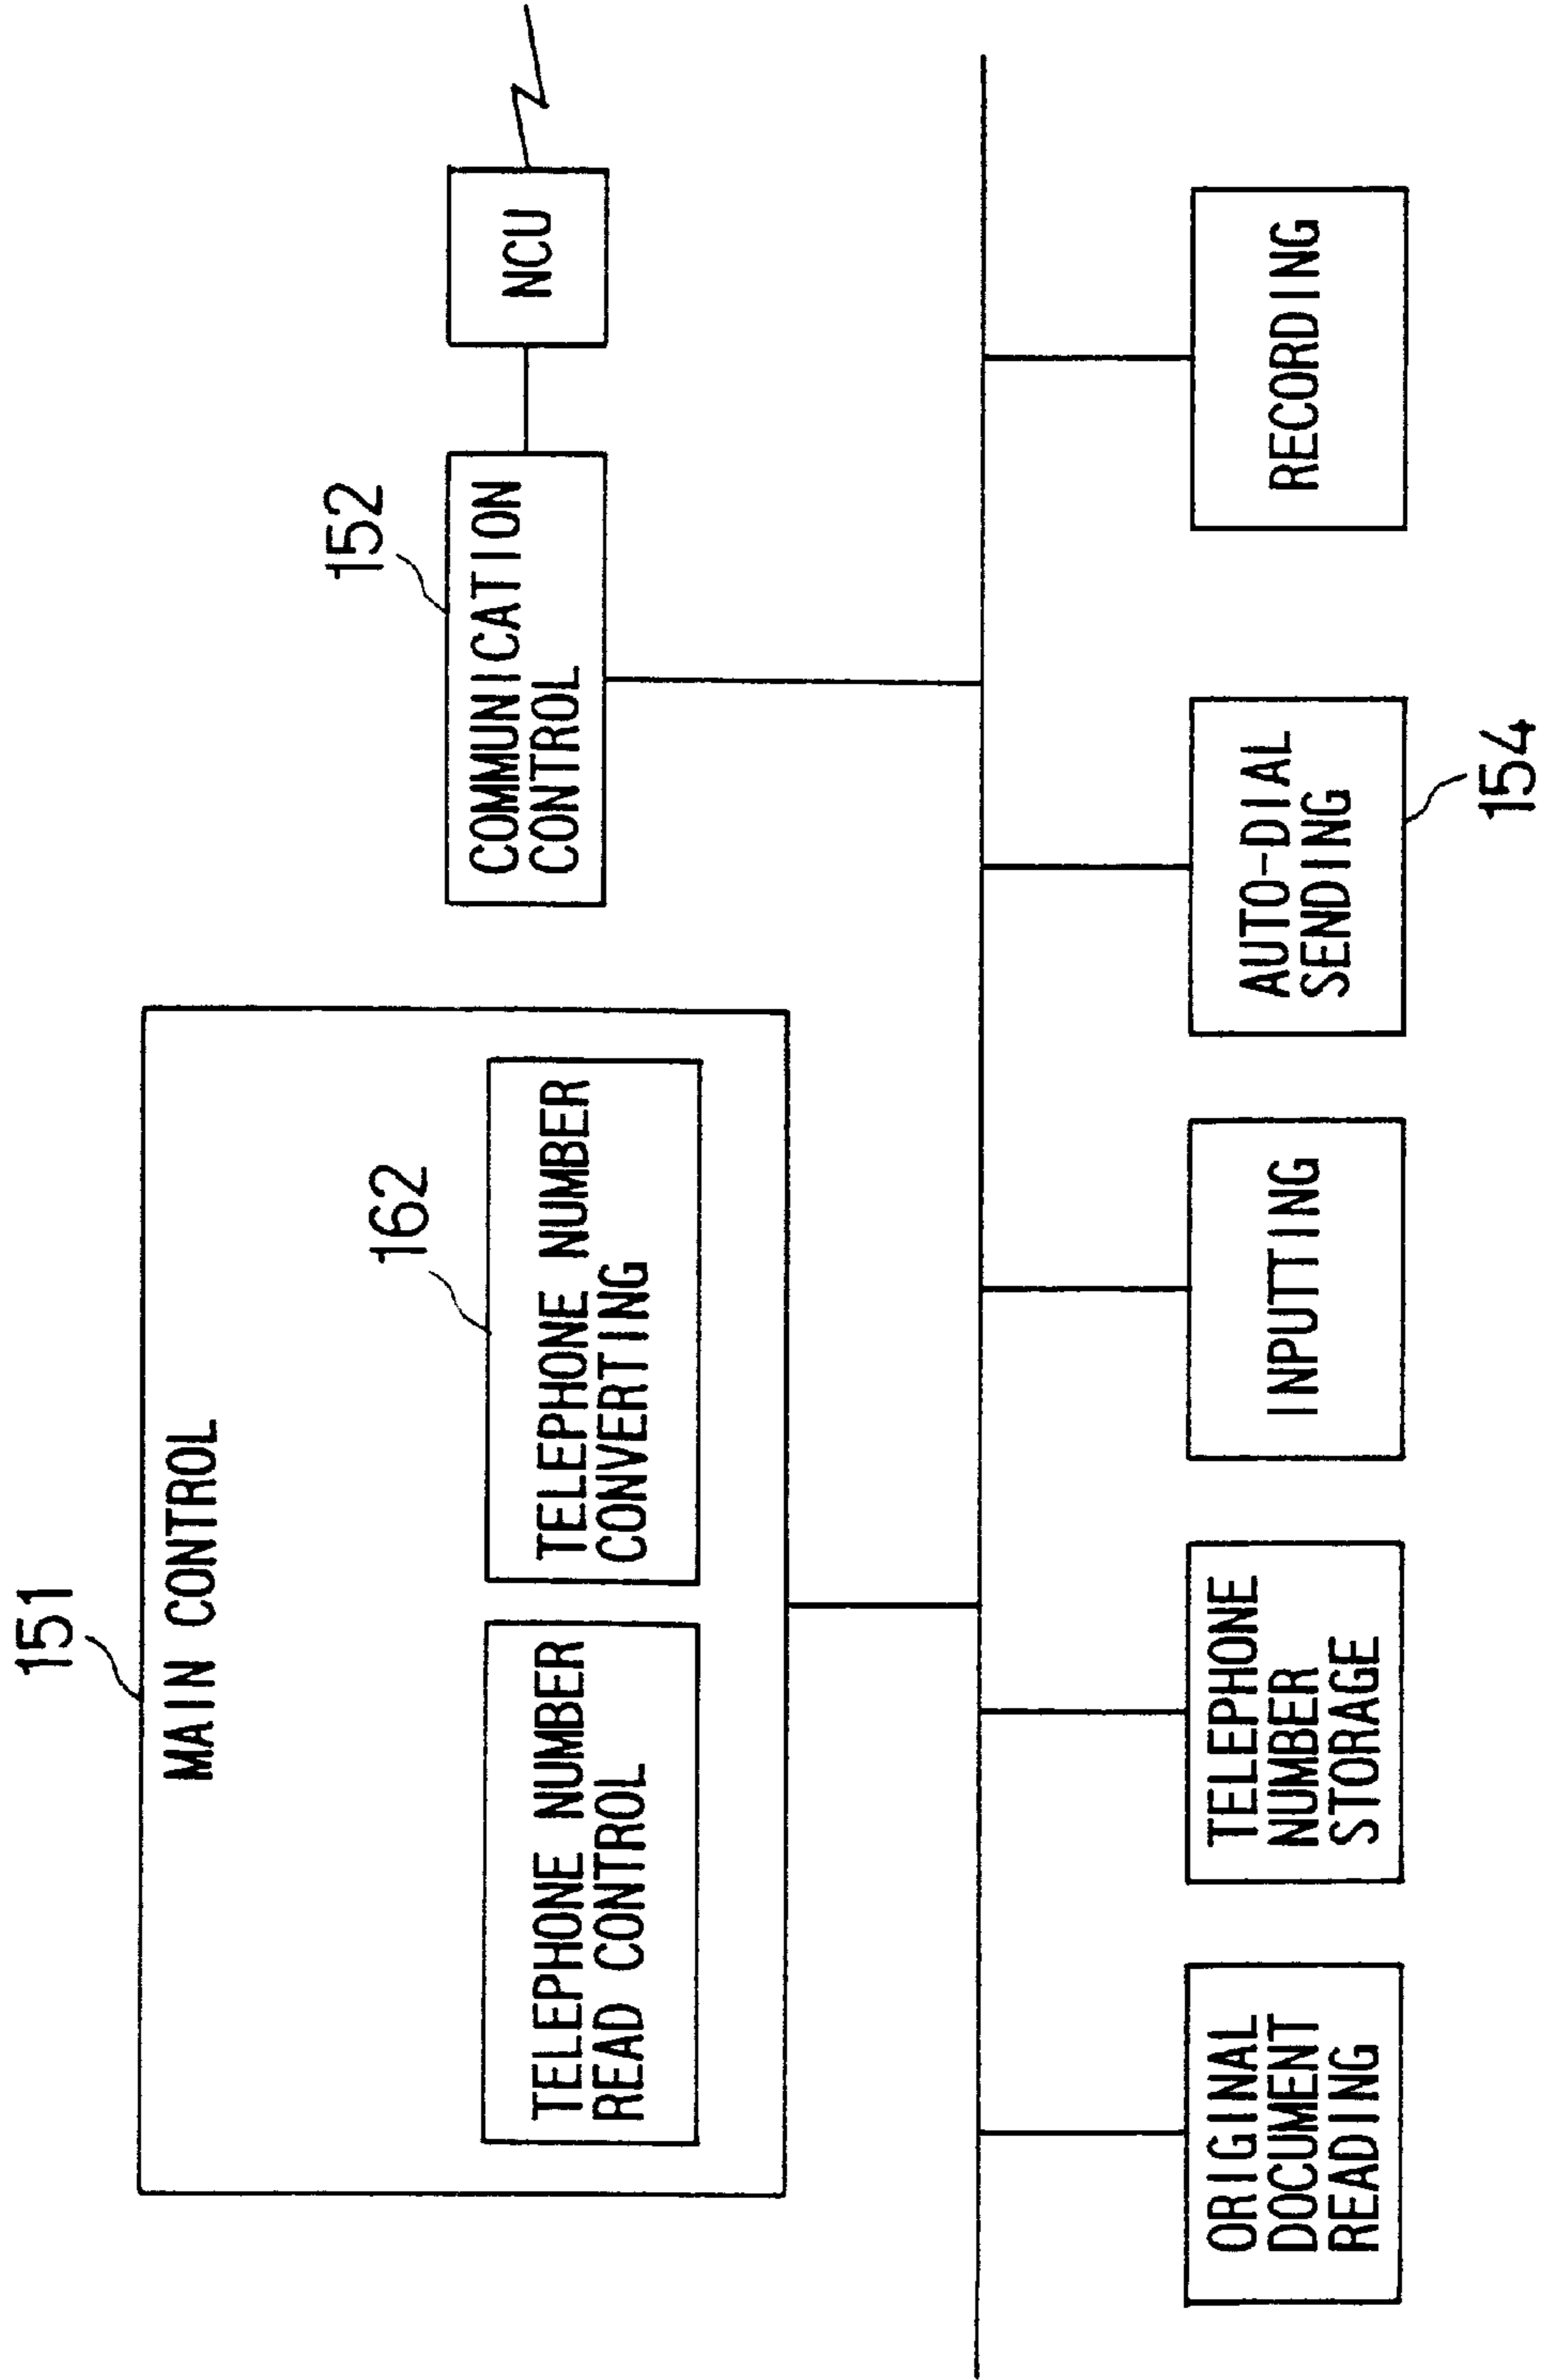 151
MAIN CONTROL
TELEPHONE NUMBER
READ CONTROL
162
TELEPHONE NUMBER
CONVERTING
152
COMMUNICATION
CONTROL
NCU
ORIGINAL
DOCUMENT
READING
TELEPHONE
NUMBER
STORAGE
INPUTTING
AUTO-DIAL
SENDING
154
RECORDING